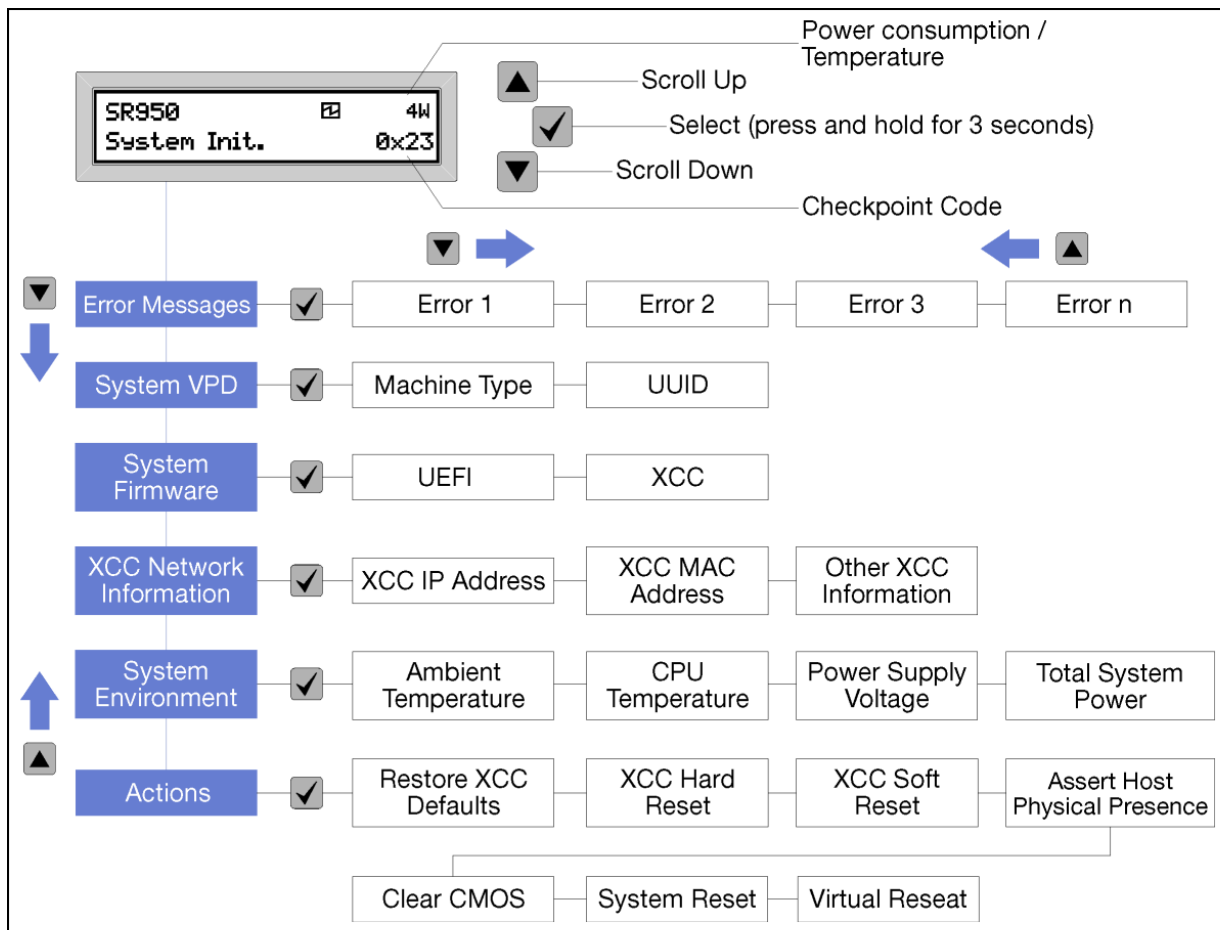 Power consumption /
Temperature
SR950 4W
System Init. 0x23
Scroll Up
Select (press and hold for 3 seconds)
Scroll Down
Checkpoint Code
Error Messages
Error 1
Error 2
Error 3
Error n
System VPD
Machine Type
UUID
System
Firmware
UEFI
XCC
XCC Network
Information
XCC IP Address
XCC MAC
Address
Other XCC
Information
System
Environment
Ambient
Temperature
CPU
Temperature
Power Supply
Voltage
Total System
Power
Actions
Restore XCC
Defaults
XCC Hard
Reset
XCC Soft
Reset
Assert Host
Physical Presence
Clear CMOS
System Reset
Virtual Reseat